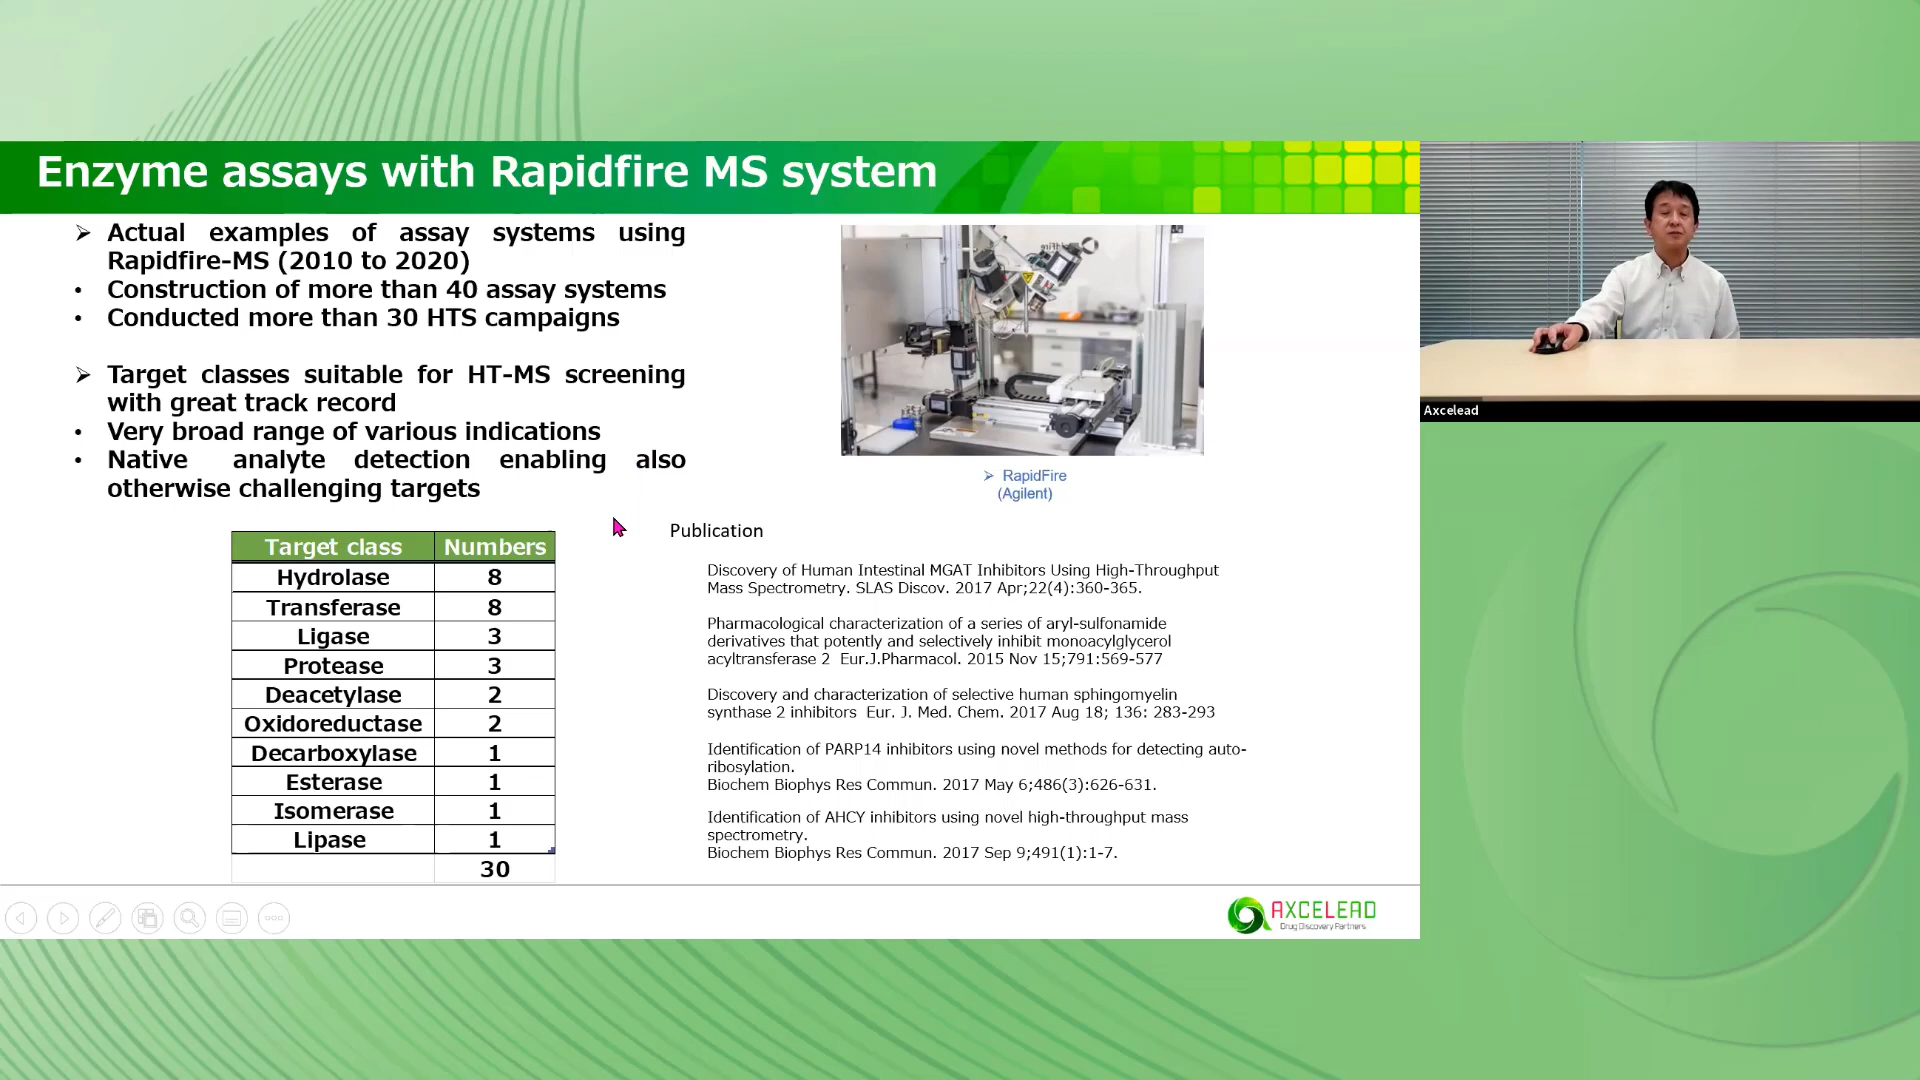 Enzyme assays with Rapidfire MS system
➢ Actual examples of assay systems using
Rapidfire-MS (2010 to 2020)
• Construction of more than 40 assay systems
• Conducted more than 30 HTS campaigns
➢ Target classes suitable for HT-MS screening
with great track record
• Very broad range of various indications
• Native analyte detection enabling also
otherwise challenging targets
Target class Numbers
Hydrolase 8
Transferase 8
Ligase 3
Protease 3
Deacetylase 2
Oxidoreductase 2
Decarboxylase 1
Esterase 1
Isomerase 1
Lipase 1
30
➢ RapidFire
(Agilent)
Publication
Discovery of Human Intestinal MGAT Inhibitors Using High-Throughput
Mass Spectrometry. SLAS Discov. 2017 Apr;22(4):360-365.
Pharmacological characterization of a series of aryl-sulfonamide
derivatives that potently and selectively inhibit monoacylglycerol
acyltransferase 2 Eur.J.Pharmacol. 2015 Nov 15;791:569-577
Discovery and characterization of selective human sphingomyelin
synthase 2 inhibitors Eur. J. Med. Chem. 2017 Aug 18; 136: 283-293
Identification of PARP14 inhibitors using novel methods for detecting auto-
ribosylation.
Biochem Biophys Res Commun. 2017 May 6;486(3):626-631.
Identification of AHCY inhibitors using novel high-throughput mass
spectrometry.
Biochem Biophys Res Commun. 2017 Sep 9;491(1):1-7.
AXCELEAD
Drug Discovery Partners
Axcelead